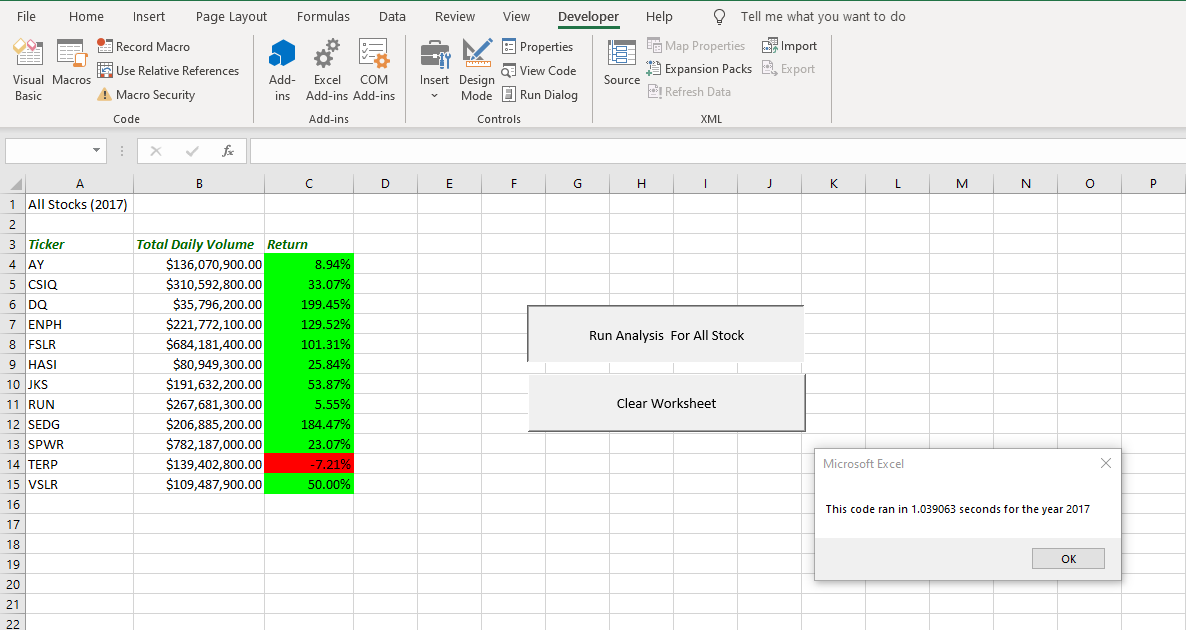 File Home Insert Page Layout Formulas Data Review View Developer Help Tell me what you want to do
Record Macro
Use Relative References
Macro Security
Visual Basic
Macros
Code
Add-ins
Excel Add-ins
COM Add-ins
Add-ins
Insert
Design Mode
Properties
View Code
Run Dialog
Controls
Source
Map Properties
Expansion Packs
Refresh Data
Import
Export
XML
fx
A B C D E F G H I J K L M N O P
1 All Stocks (2017)
2
3 Ticker Total Daily Volume Return
4 AY $136,070,900.00 8.94%
5 CSIQ $310,592,800.00 33.07%
6 DQ $35,796,200.00 199.45%
7 ENPH $221,772,100.00 129.52%
8 FSLR $684,181,400.00 101.31%
9 HASI $80,949,300.00 25.84%
10 JKS $191,632,200.00 53.87%
11 RUN $267,681,300.00 5.55%
12 SEDG $206,885,200.00 184.47%
13 SPWR $782,187,000.00 23.07%
14 TERP $139,402,800.00 -7.21%
15 VSLR $109,487,900.00 50.00%
16
17
18
19
20
21
22
Run Analysis For All Stock
Clear Worksheet
Microsoft Excel
This code ran in 1.039063 seconds for the year 2017
OK